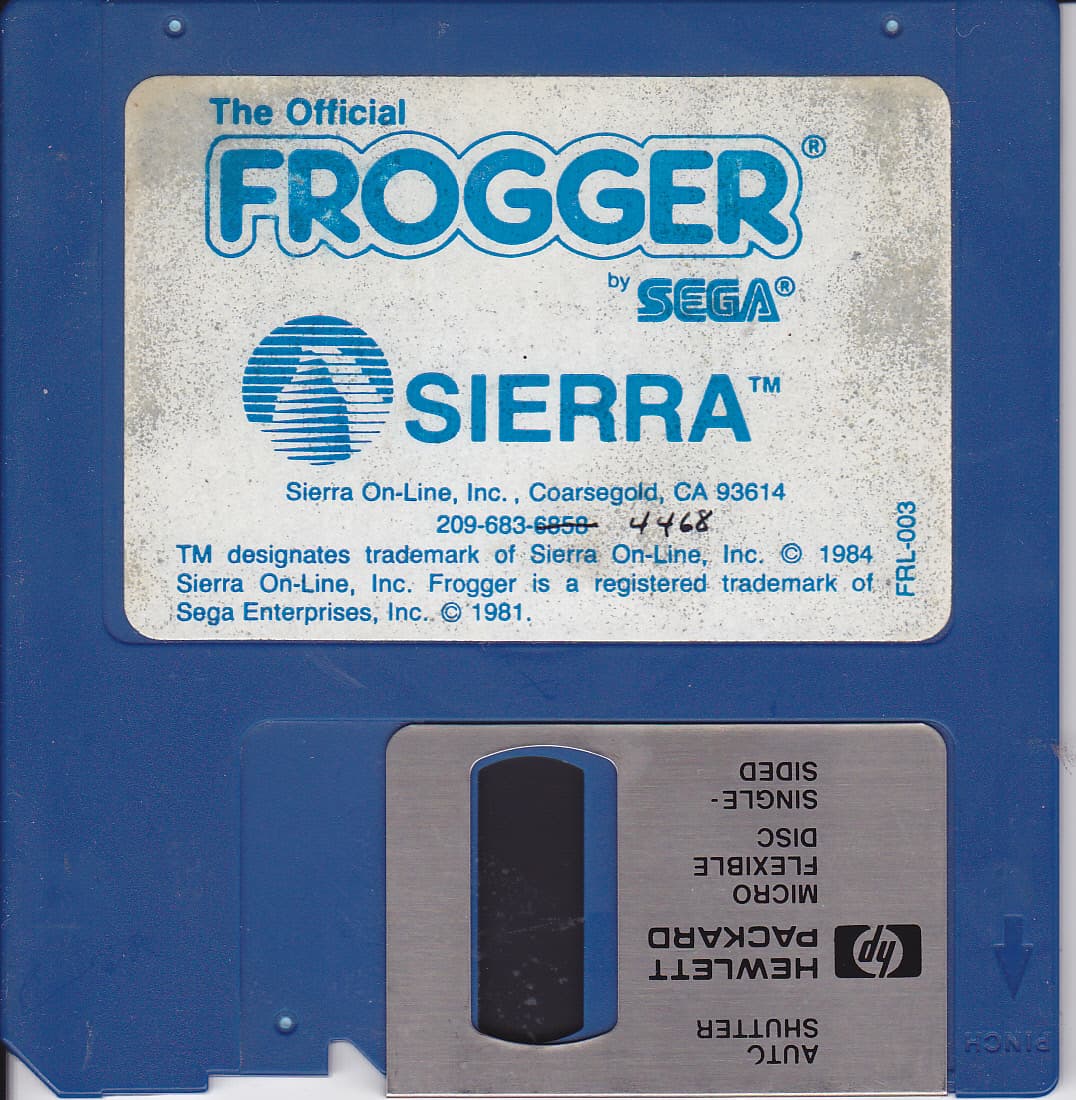 The Official
FROGGER®
by SEGA®
SIERRA™
Sierra On-Line, Inc., Coarsegold, CA 93614
209-683-6858 4468
TM designates trademark of Sierra On-Line, Inc. © 1984
Sierra On-Line, Inc. Frogger is a registered trademark of
Sega Enterprises, Inc. © 1981.
FRL-003
AUTO
SHUTTER
hp
HEWLETT
PACKARD
MICRO
FLEXIBLE
DISC
SINGLE-
SIDED
PINCH